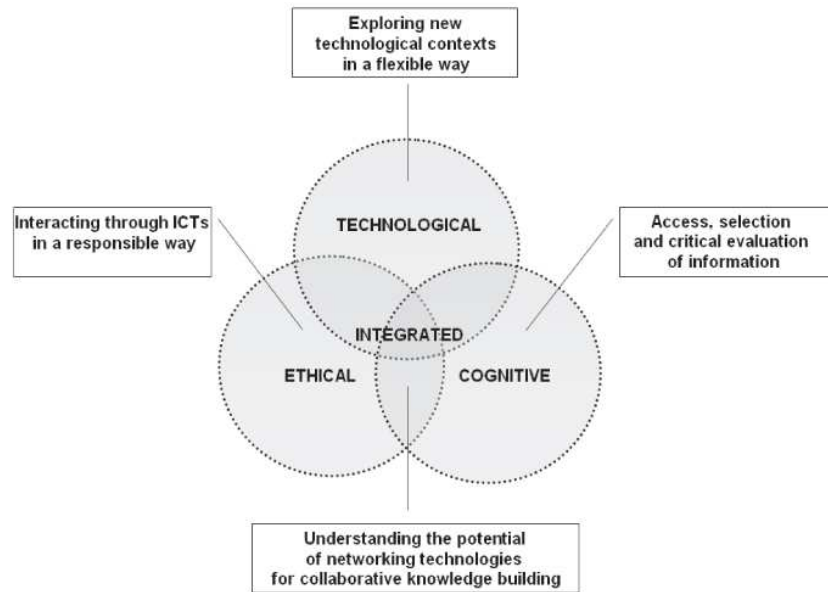 Exploring new
technological contexts
in a flexible way
Interacting through ICTs
in a responsible way
TECHNOLOGICAL
Access, selection
and critical evaluation
of information
INTEGRATED
ETHICAL
COGNITIVE
Understanding the potential
of networking technologies
for collaborative knowledge building